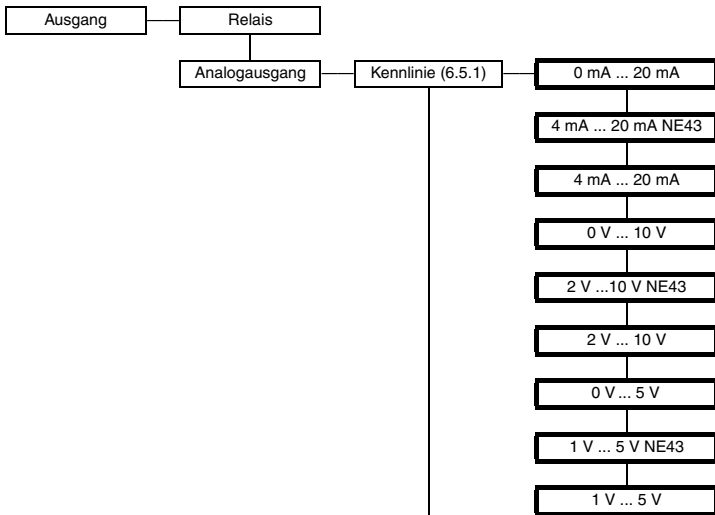 Ausgang
Relais
Analogausgang
Kennlinie (6.5.1)
0 mA ... 20 mA
4 mA ... 20 mA NE43
4 mA ... 20 mA
0 V ... 10 V
2 V ...10 V NE43
2 V ... 10 V
0 V... 5 V
1 V ... 5 V NE43
1 V ... 5 V